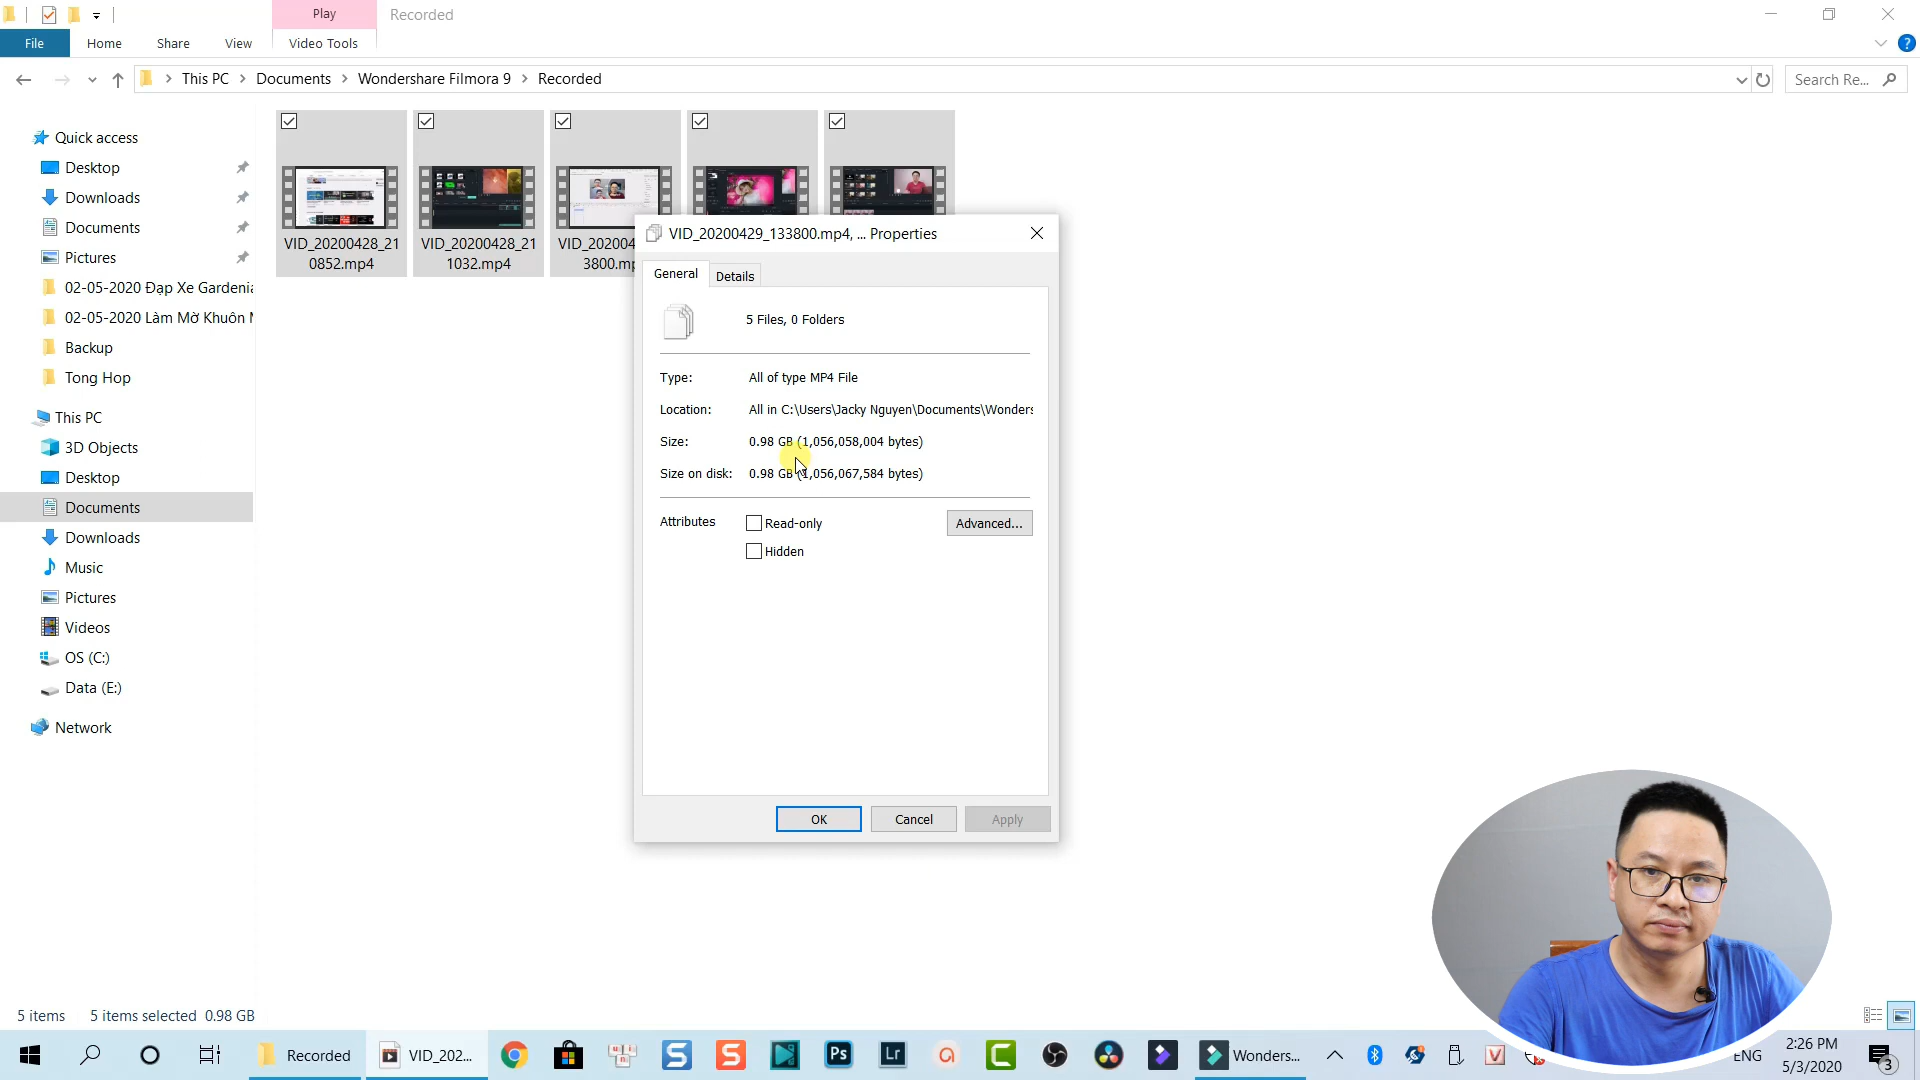 Play
Recorded
File
Home
Share
View
Video Tools
This PC
Documents
Wondershare Filmora 9
Recorded
Search Re...
Quick access
Desktop
Downloads
Documents
Pictures
02-05-2020 Đạp Xe Gardenia
02-05-2020 Làm Mờ Khuôn
Backup
Tong Hop
This PC
3D Objects
Desktop
Documents
Downloads
Music
Pictures
Videos
OS (C:)
Data (E:)
Network
VID_20200428_21
0852.mp4
VID_20200428_21
1032.mp4
VID_202004
3800.mp
VID_20200429_133800.mp4, ... Properties
General
Details
5 Files, 0 Folders
Type:
All of type MP4 File
Location:
All in C:\Users\Jacky Nguyen\Documents\Wonders
Size:
0.98 GB (1,056,058,004 bytes)
Size on disk:
0.98 GB (1,056,067,584 bytes)
Attributes
Read-only
Advanced...
Hidden
OK
Cancel
Apply
5 items
5 items selected
0.98 GB
Recorded
VID_202...
Ps
Lr
Wonders...
ENG
2:26 PM
5/3/2020
3